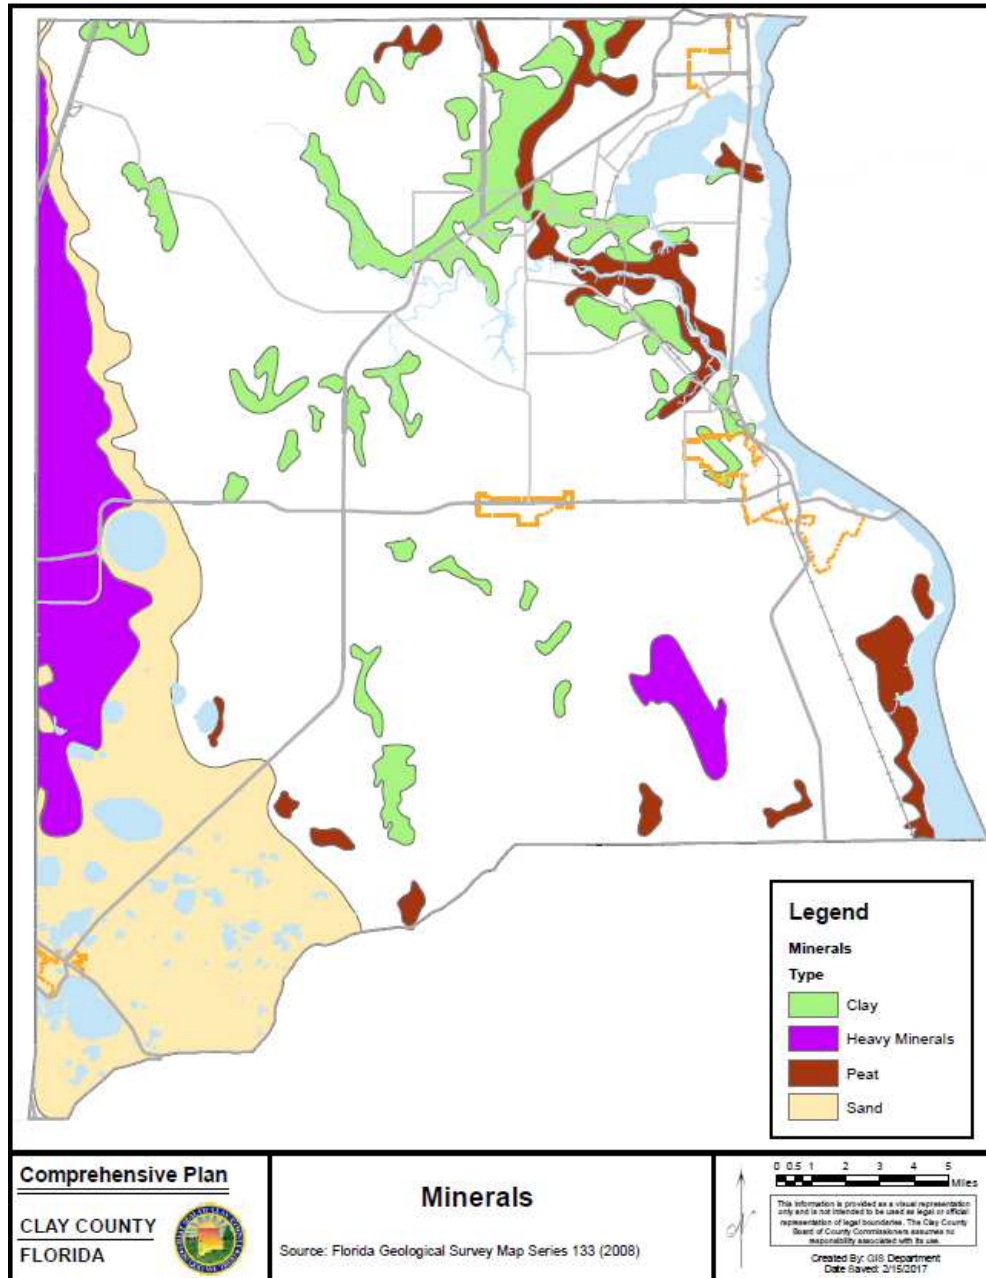 Legend
Minerals
Type
Clay
Heavy Minerals
Peat
Sand
Comprehensive Plan
CLAY COUNTY
FLORIDA
Minerals
Source: Florida Geological Survey Map Series 133 (2008)
0 0.5 1 2 3 4 5
Miles
This information is provided as a visual representation
only and is not intended to be used as legal or official
representation of legal boundaries. The Clay County
Board of County Commissioners assumes no
responsibility associated with its use.
Created By: GIS Department
Date Saved: 2/15/2017